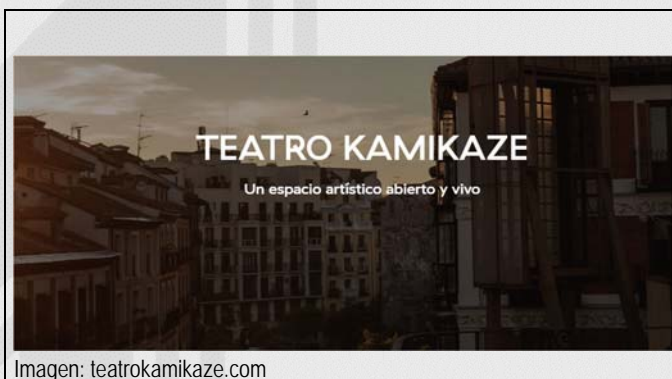 TEATRO KAMIKAZE
Un espacio artístico abierto y vivo
Imagen: teatrokamikaze.com